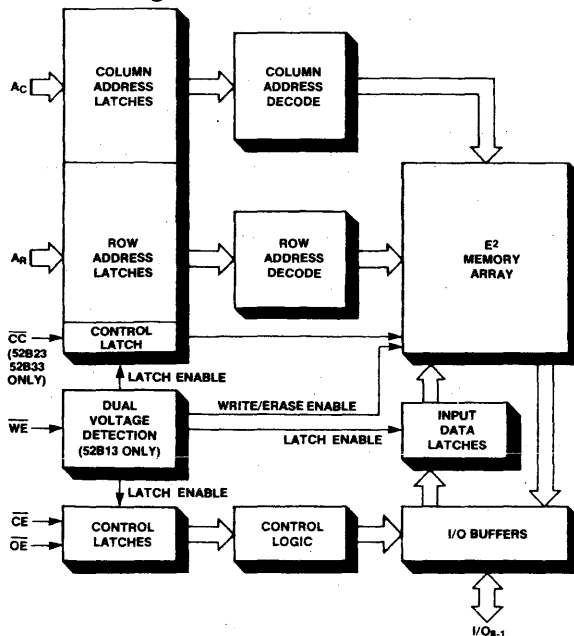 COLUMN
ADDRESS
LATCHES
COLUMN
ADDRESS
DECODE
AC
ROW
ADDRESS
LATCHES
ROW
ADDRESS
DECODE
E2
MEMORY
ARRAY
AR
CONTROL
LATCH
CC
(52B23
52B33
ONLY)
LATCH ENABLE
DUAL
VOLTAGE
DETECTION
(52B13 ONLY)
WE
WRITE/ERASE ENABLE
LATCH ENABLE
INPUT
DATA
LATCHES
LATCH ENABLE
CE
OE
CONTROL
LATCHES
CONTROL
LOGIC
I/O BUFFERS
I/O8-1